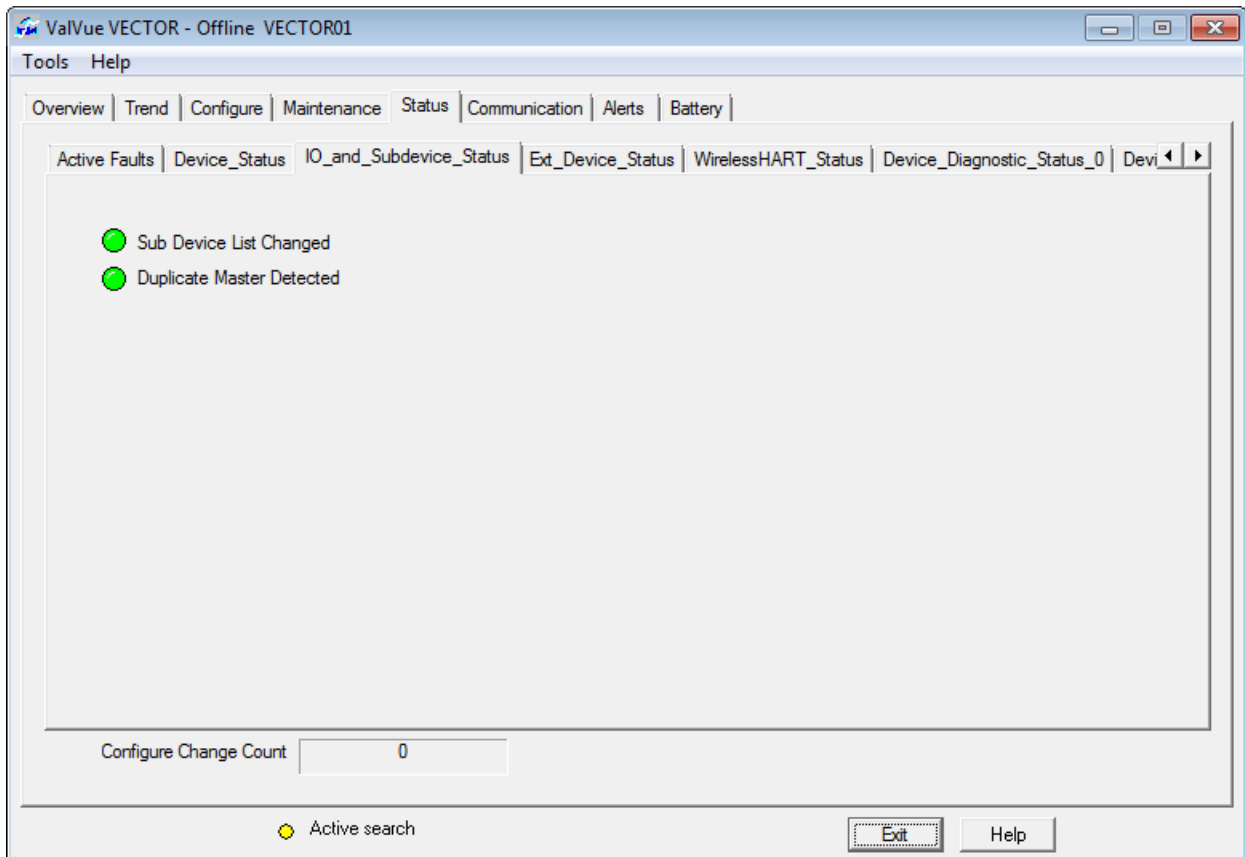 ValVue VECTOR - Offline VECTOR01
Tools Help
Overview Trend Configure Maintenance Status Communication Alerts Battery
Active Faults Device_Status IO_and_Subdevice_Status Ext_Device_Status WirelessHART_Status Device_Diagnostic_Status_0 Devi
Sub Device List Changed
Duplicate Master Detected
Configure Change Count 0
Active search Exit Help